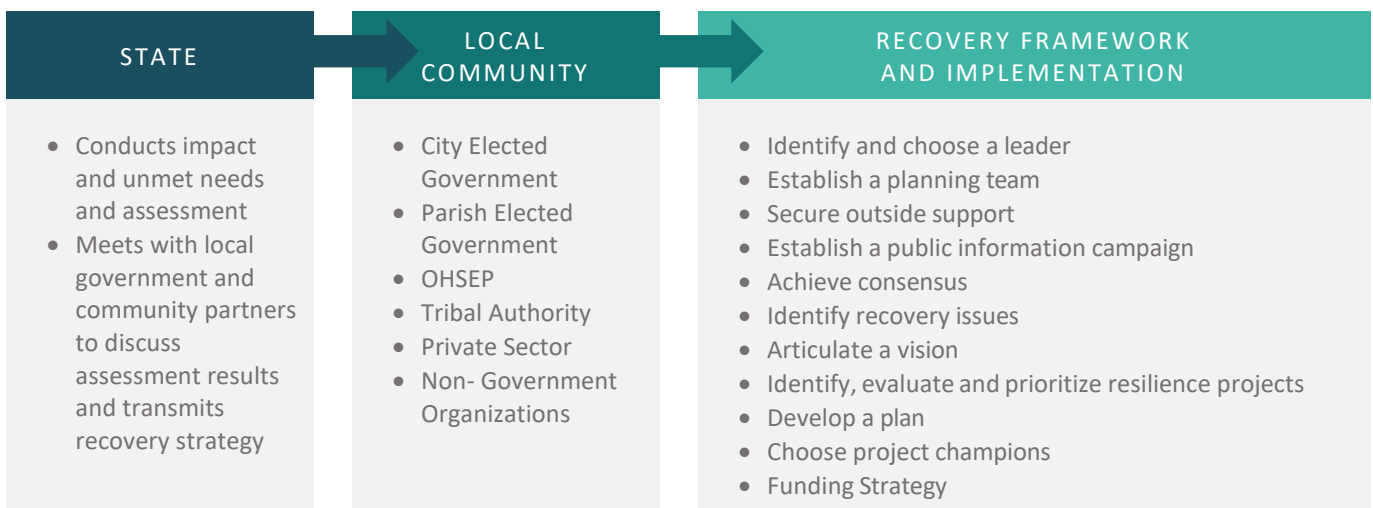 STATE
• Conducts impact
and unmet needs
and assessment
• Meets with local
government and
community partners
to discuss
assessment results
and transmits
recovery strategy
LOCAL
COMMUNITY
• City Elected
Government
• Parish Elected
Government
• OHSEP
• Tribal Authority
• Private Sector
• Non- Government
Organizations
RECOVERY FRAMEWORK
AND IMPLEMENTATION
• Identify and choose a leader
• Establish a planning team
• Secure outside support
• Establish a public information campaign
• Achieve consensus
• Identify recovery issues
• Articulate a vision
• Identify, evaluate and prioritize resilience projects
• Develop a plan
• Choose project champions
• Funding Strategy